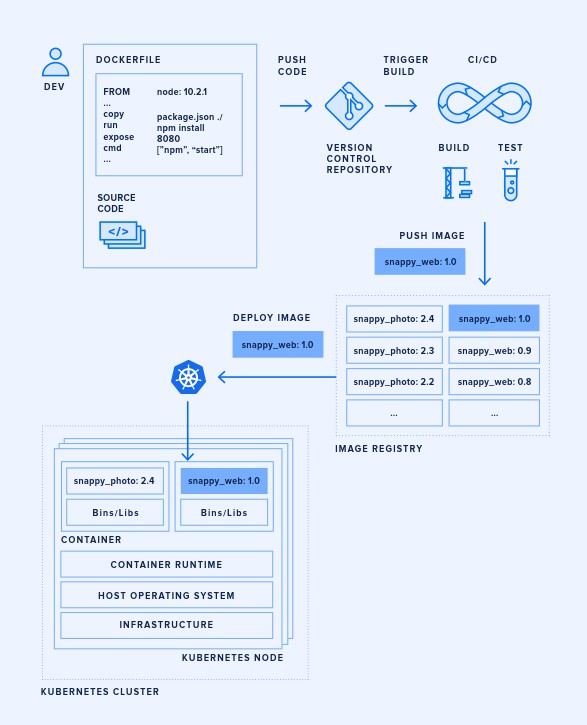 DEV
DOCKERFILE
FROM node: 10.2.1
...
copy package.json ./
run npm install
expose 8080
cmd ["npm", "start"]
...
SOURCE
CODE
</>
PUSH
CODE
VERSION
CONTROL
REPOSITORY
TRIGGER
BUILD
CI/CD
BUILD
TEST
PUSH IMAGE
snappy_web: 1.0
snappy_photo: 2.4 snappy_web: 1.0
snappy_photo: 2.3 snappy_web: 0.9
snappy_photo: 2.2 snappy_web: 0.8
... ...
IMAGE REGISTRY
DEPLOY IMAGE
snappy_web: 1.0
snappy_photo: 2.4 snappy_web: 1.0
Bins/Libs Bins/Libs
CONTAINER
CONTAINER RUNTIME
HOST OPERATING SYSTEM
INFRASTRUCTURE
KUBERNETES NODE
KUBERNETES CLUSTER